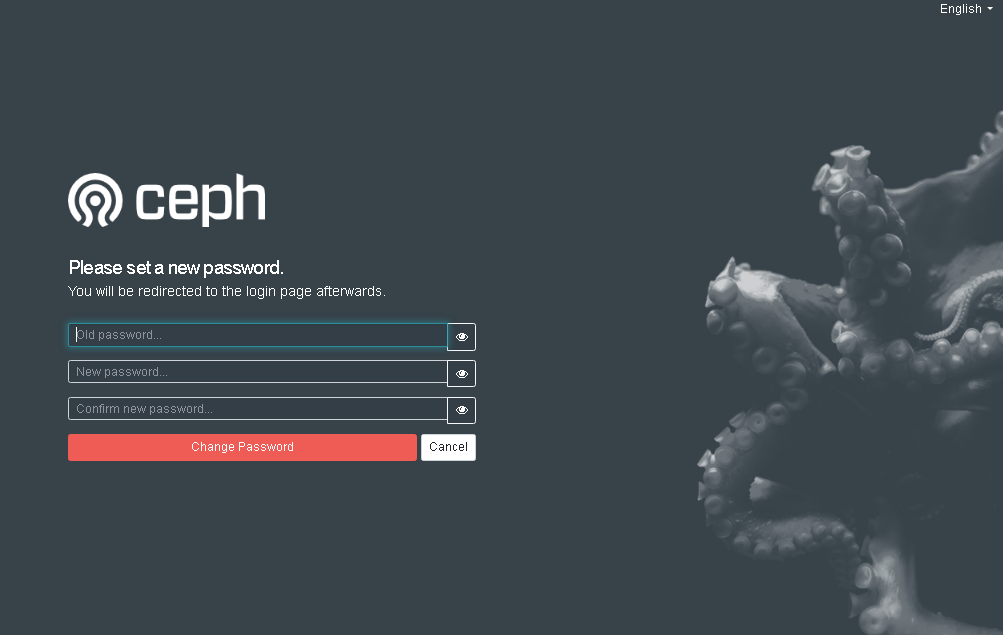 English
ceph
Please set a new password.
You will be redirected to the login page afterwards.
Old password...
New password...
Confirm new password...
Change Password Cancel